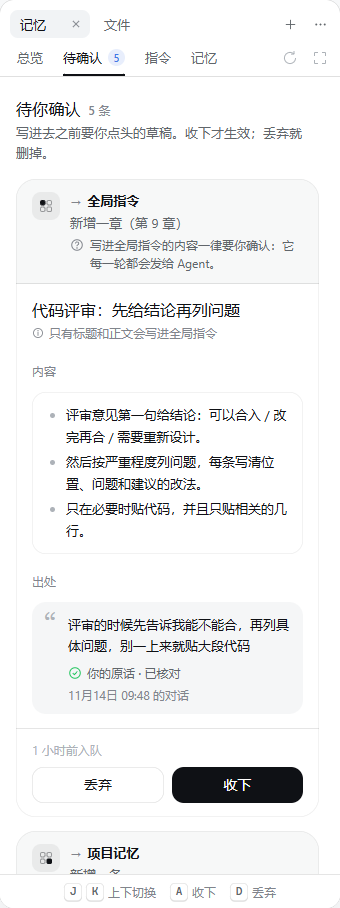 记忆 × 文件 + ···
总览 待确认 5 指令 记忆
待你确认 5 条
写进去之前要你点头的草稿。收下才生效；丢弃就
删掉。
→ 全局指令
新增一章（第 9 章）
写进全局指令的内容一律要你确认：它
每一轮都会发给 Agent。
代码评审：先给结论再列问题
只有标题和正文会写进全局指令
内容
• 评审意见第一句给结论：可以合入 / 改
完再合 / 需要重新设计。
• 然后按严重程度列问题，每条写清位
置、问题和建议的改法。
• 只在必要时贴代码，并且只贴相关的几
行。
出处
“ 评审的时候先告诉我能不能合，再列具
体问题，别一上来就贴大段代码
你的原话 · 已核对
11月14日 09:48 的对话
1 小时前入队
丢弃 收下
→ 项目记忆
J K 上下切换 A 收下 D 丢弃